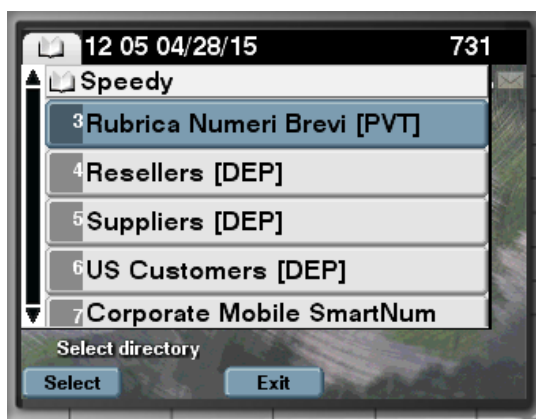 12 05 04/28/15 731
Speedy
3 Rubrica Numeri Brevi [PVT]
4 Resellers [DEP]
5 Suppliers [DEP]
6 US Customers [DEP]
7 Corporate Mobile SmartNum
Select directory
Select Exit